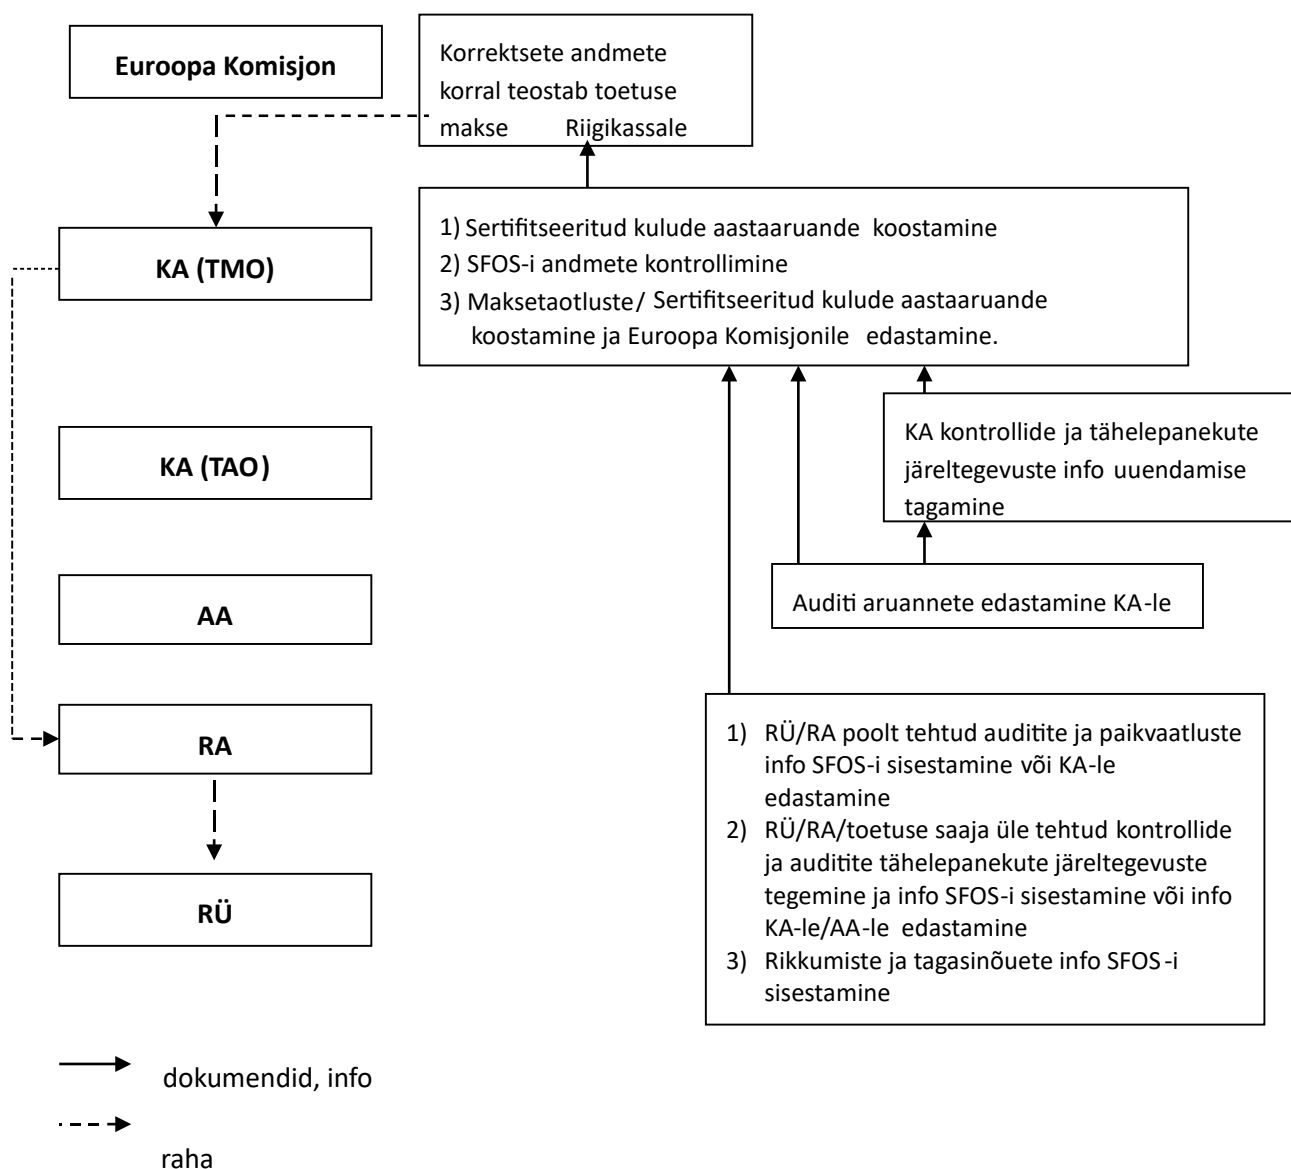 Euroopa Komisjon
Korrektsete andmete
korral teostab toetuse
makse Riigikassale
KA (TMO)
1) Sertifitseeritud kulude aastaaruande koostamine
2) SFOS-i andmete kontrollimine
3) Maksetaotluste/ Sertifitseeritud kulude aastaaruande
koostamine ja Euroopa Komisjonile edastamine.
KA (TAO)
KA kontrollide ja tähelepanekute
järeltegevuste info uuendamise
tagamine
AA
Auditi aruannete edastamine KA-le
RA
1) RÜ/RA poolt tehtud auditite ja paikvaatluste
info SFOS-i sisestamine või KA-le
edastamine
2) RÜ/RA/toetuse saaja üle tehtud kontrollide
ja auditite tähelepanekute järeltegevuste
tegemine ja info SFOS-i sisestamine või info
KA-le/AA-le edastamine
3) Rikkumiste ja tagasinõuete info SFOS-i
sisestamine
RÜ
dokumendid, info
raha